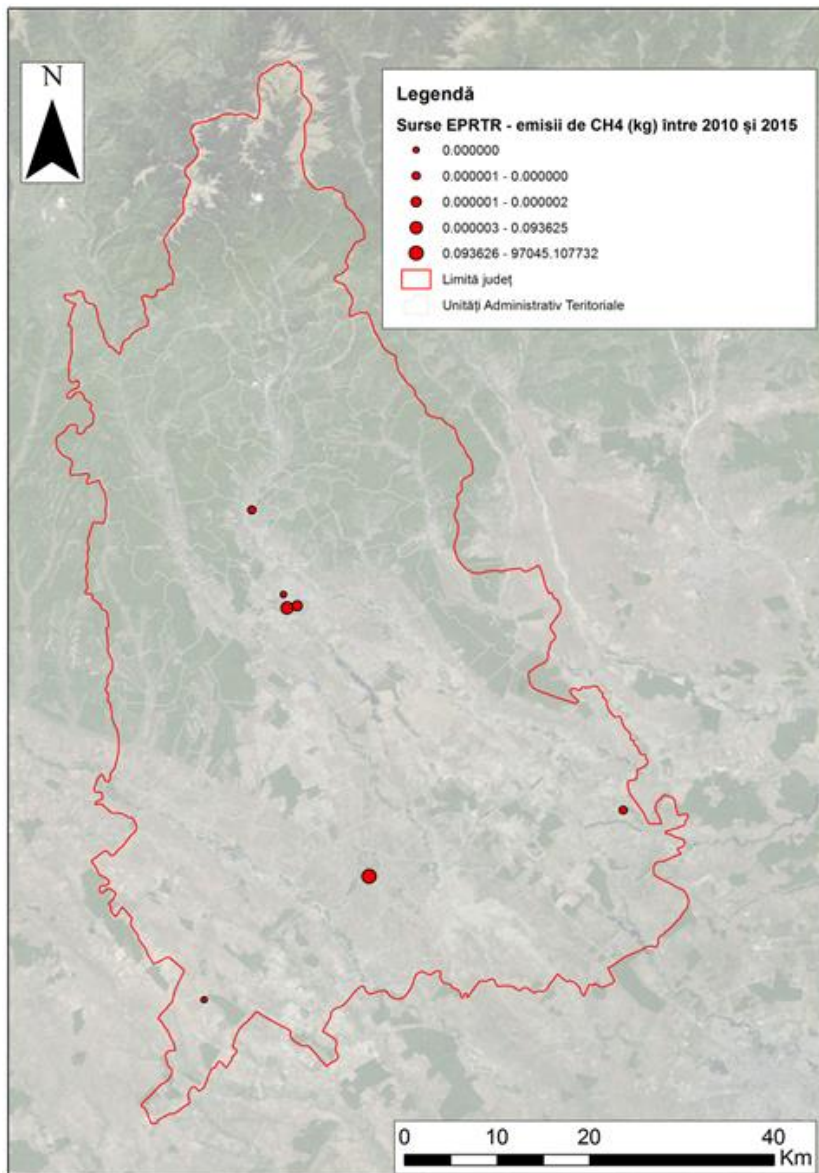 N
Legendă
Surse EPRTR - emisii de CH4 (kg) între 2010 și 2015
0.000000
0.000001 - 0.000000
0.000001 - 0.000002
0.000003 - 0.093625
0.093626 - 97045.107732
Limită județ
Unități Administrativ Teritoriale
0 10 20 40
Km